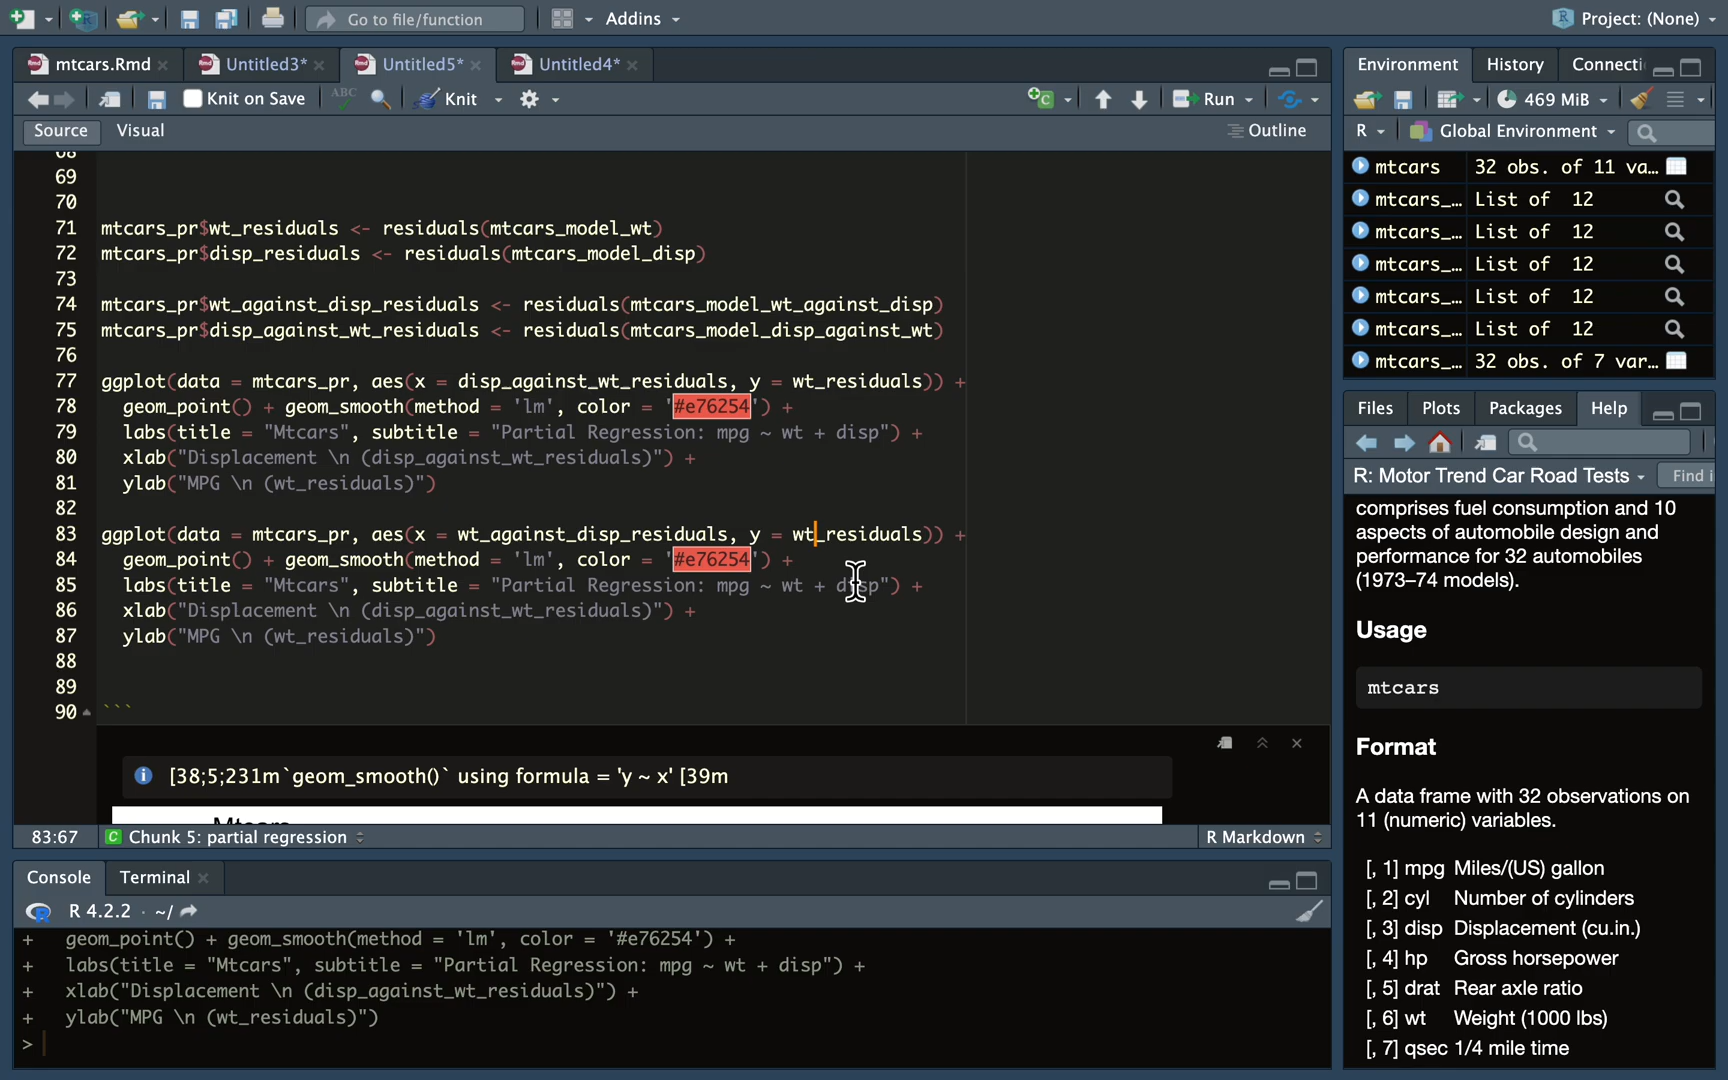 Go to file/function
Addins
Project: (None)
mtcars.Rmd
Untitled3*
Untitled5*
Untitled4*
Knit on Save
ABC
Knit
Run
Source
Visual
Outline
68
69
70
71 mtcars_pr$wt_residuals <- residuals(mtcars_model_wt)
72 mtcars_pr$disp_residuals <- residuals(mtcars_model_disp)
73
74 mtcars_pr$wt_against_disp_residuals <- residuals(mtcars_model_wt_against_disp)
75 mtcars_pr$disp_against_wt_residuals <- residuals(mtcars_model_disp_against_wt)
76
77 ggplot(data = mtcars_pr, aes(x = disp_against_wt_residuals, y = wt_residuals)) +
78 geom_point() + geom_smooth(method = 'lm', color = '#e76254') +
79 labs(title = "Mtcars", subtitle = "Partial Regression: mpg ~ wt + disp") +
80 xlab("Displacement \n (disp_against_wt_residuals)") +
81 ylab("MPG \n (wt_residuals)")
82
83 ggplot(data = mtcars_pr, aes(x = wt_against_disp_residuals, y = wt_residuals)) +
84 geom_point() + geom_smooth(method = 'lm', color = '#e76254') +
85 labs(title = "Mtcars", subtitle = "Partial Regression: mpg ~ wt + disp") +
86 xlab("Displacement \n (disp_against_wt_residuals)") +
87 ylab("MPG \n (wt_residuals)")
88
89
90 ```
[38;5;231m`geom_smooth()` using formula = 'y ~ x' [39m
Mtcars
83:67
C Chunk 5: partial regression
R Markdown
Console
Terminal
R 4.2.2 · ~/
+ geom_point() + geom_smooth(method = 'lm', color = '#e76254') +
+ labs(title = "Mtcars", subtitle = "Partial Regression: mpg ~ wt + disp") +
+ xlab("Displacement \n (disp_against_wt_residuals)") +
+ ylab("MPG \n (wt_residuals)")
>
Environment
History
Connecti
469 MiB
R
Global Environment
mtcars 32 obs. of 11 va…
mtcars_… List of 12
mtcars_… List of 12
mtcars_… List of 12
mtcars_… List of 12
mtcars_… List of 12
mtcars_… 32 obs. of 7 var…
Files
Plots
Packages
Help
R: Motor Trend Car Road Tests
Find i
comprises fuel consumption and 10
aspects of automobile design and
performance for 32 automobiles
(1973–74 models).
Usage
mtcars
Format
A data frame with 32 observations on
11 (numeric) variables.
[, 1] mpg Miles/(US) gallon
[, 2] cyl Number of cylinders
[, 3] disp Displacement (cu.in.)
[, 4] hp Gross horsepower
[, 5] drat Rear axle ratio
[, 6] wt Weight (1000 lbs)
[, 7] qsec 1/4 mile time